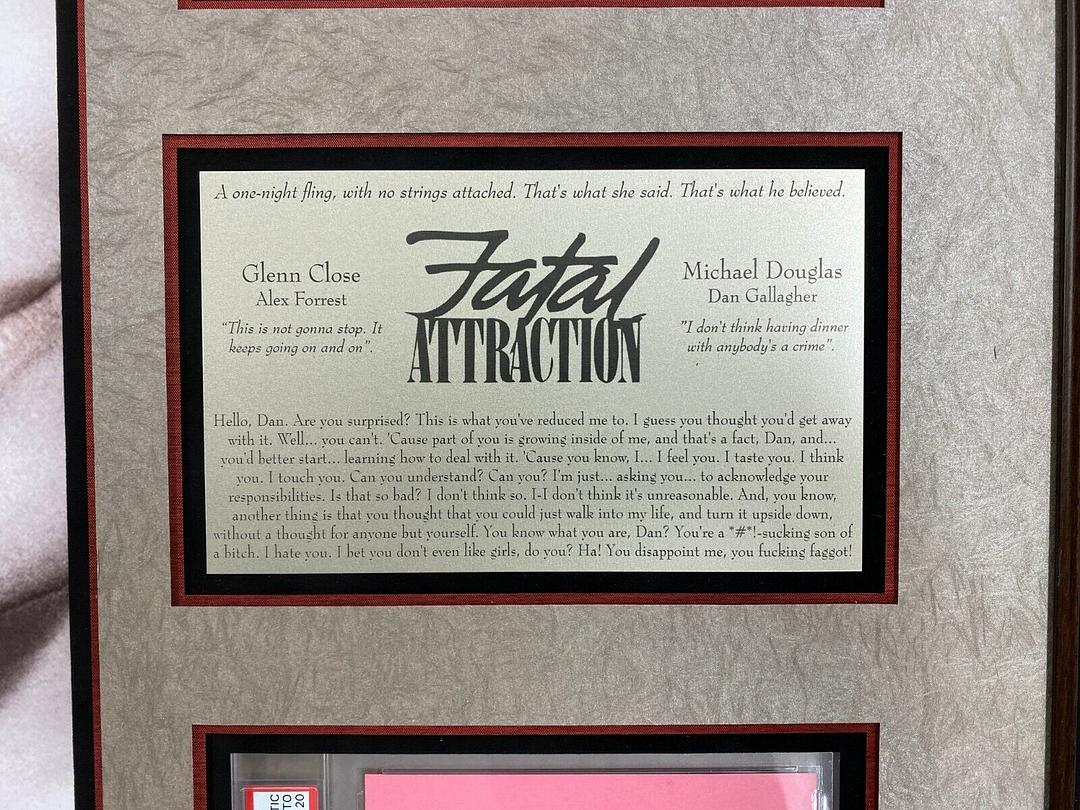 A one-night fling, with no strings attached. That's what she said. That's what he believed.
Fatal
ATTRACTION
Glenn Close
Alex Forrest
"This is not gonna stop. It
keeps going on and on".
Michael Douglas
Dan Gallagher
"I don't think having dinner
with anybody's a crime".
Hello, Dan. Are you surprised? This is what you've reduced me to. I guess you thought you'd get away
with it. Well... you can't. 'Cause part of you is growing inside of me, and that's a fact, Dan, and...
you'd better start... learning how to deal with it. 'Cause you know, I... I feel you. I taste you. I think
you. I touch you. Can you understand? Can you? I'm just... asking you... to acknowledge your
responsibilities. Is that so bad? I don't think so. I-I don't think it's unreasonable. And, you know,
another thing is that you thought that you could just walk into my life, and turn it upside down,
without a thought for anyone but yourself. You know what you are, Dan? You're a *#*!-sucking son of
a bitch. I hate you. I bet you don't even like girls, do you? Ha! You disappoint me, you fucking faggot!